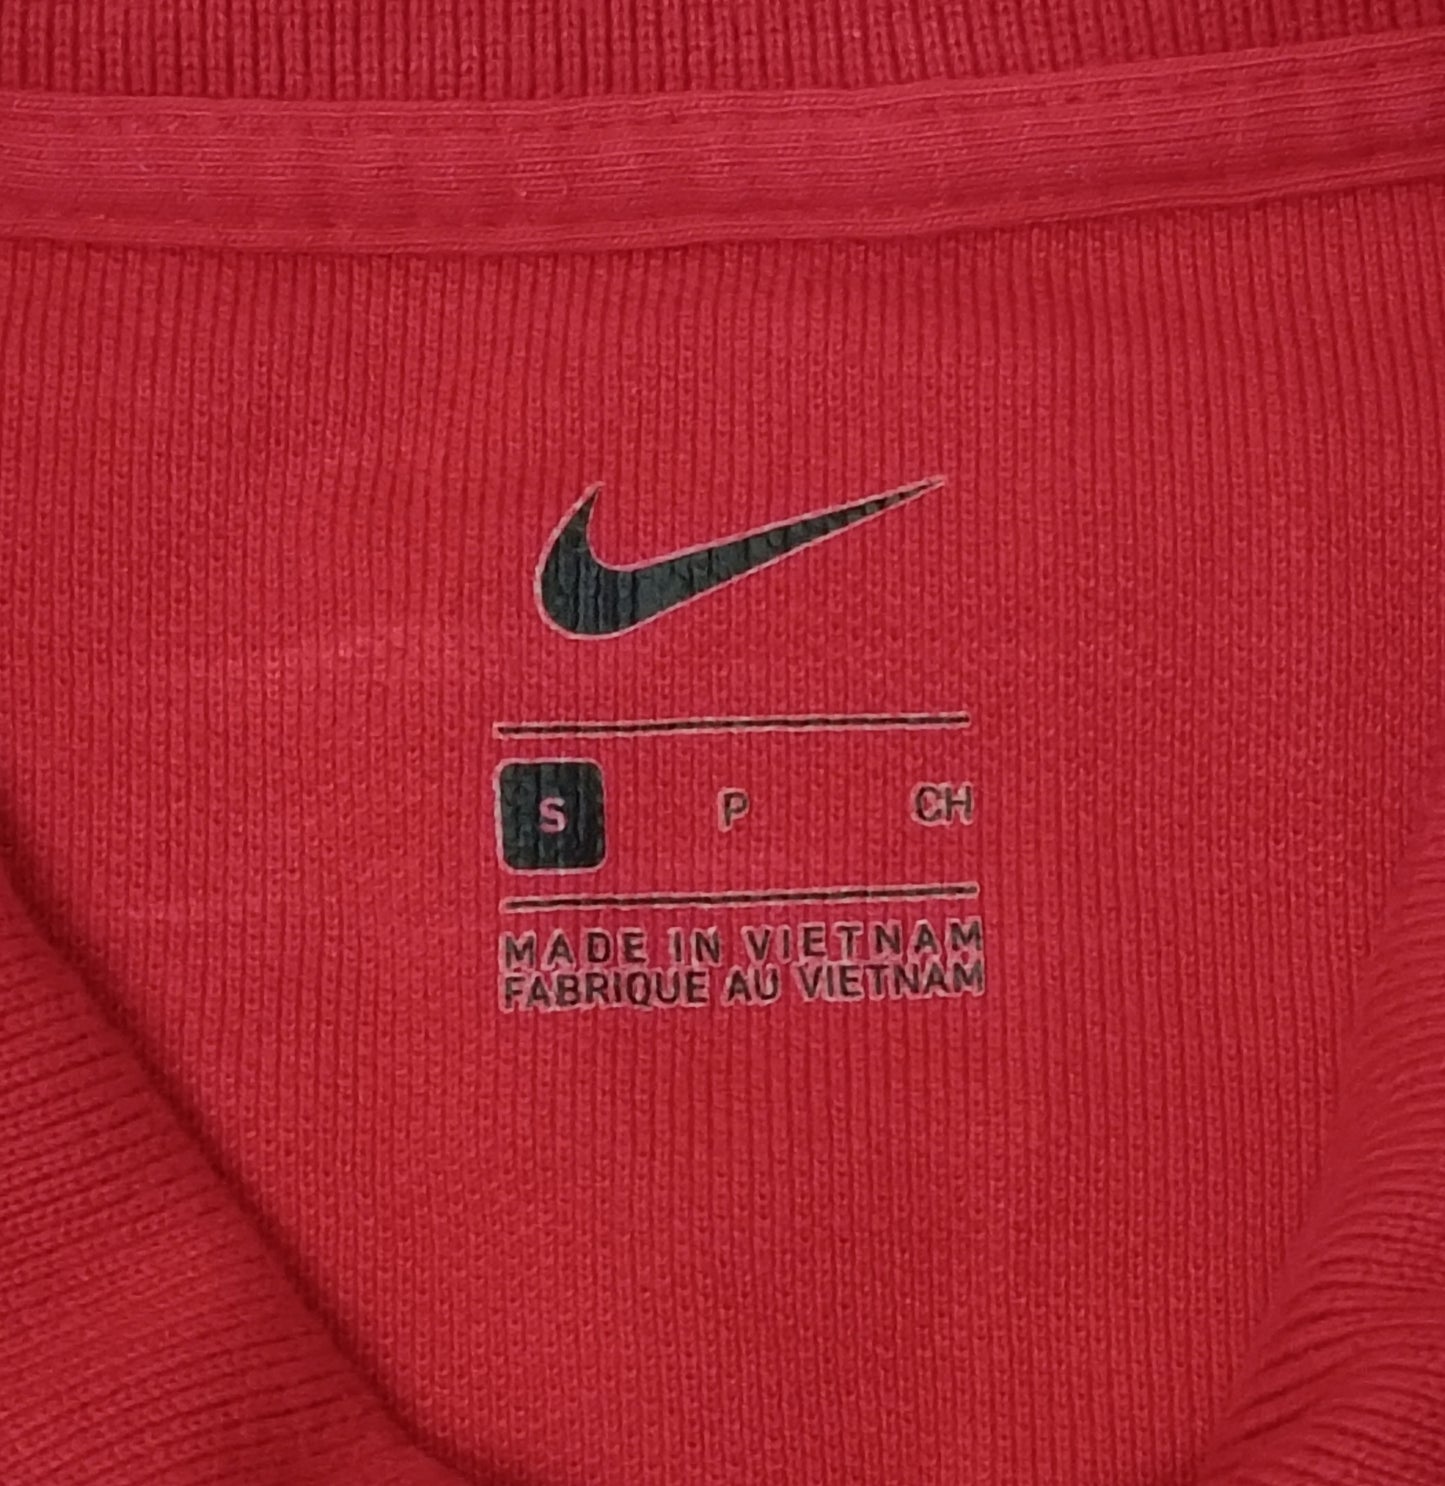 S P CH
MADE IN VIETNAM
FABRIQUE AU VIETNAM